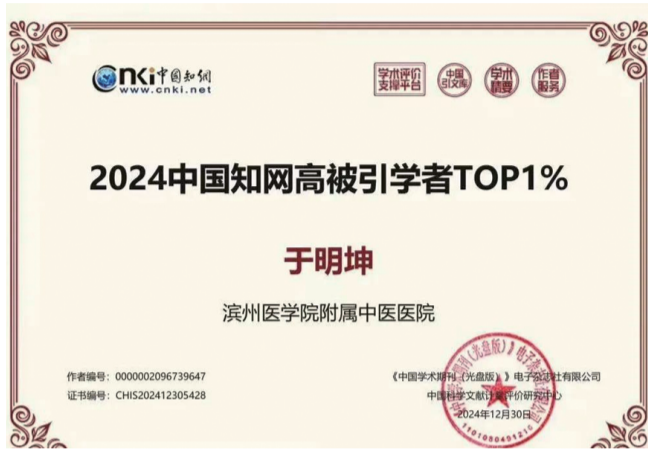 cnki中国知网
www.cnki.net
学术评价
支撑平台
中国
引文库
学术
精要
作者
服务
2024中国知网高被引学者TOP1%
于明坤
滨州医学院附属中医医院
作者编号：0000002096739647
证书编号：CHIS202412305428
《中国学术期刊（光盘版）》电子杂志社有限公司
中国科学文献计量评价研究中心
2024年12月30日